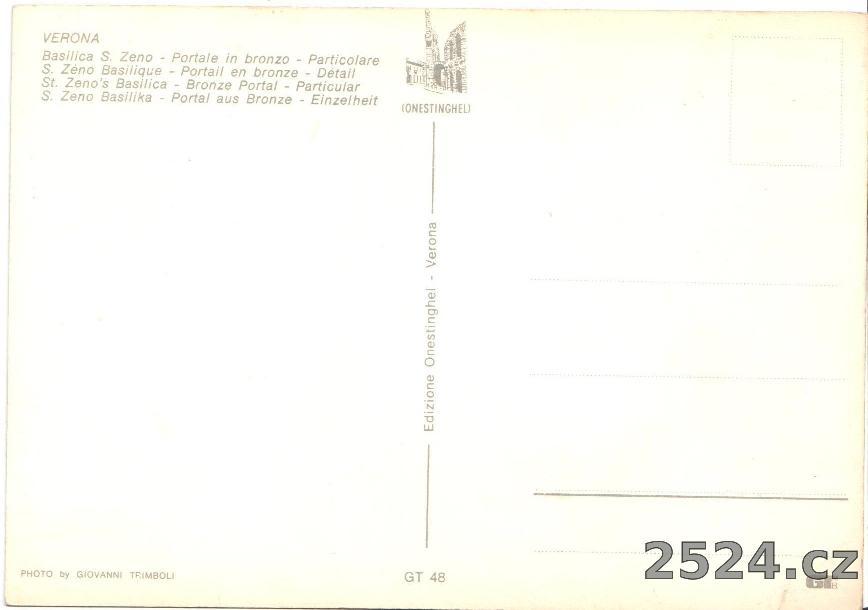 VERONA
Basilica S. Zeno - Portale in bronzo - Particolare
S. Zeno Basilique - Portail en bronze - Détail
St. Zeno's Basilica - Bronze Portal - Particular
S. Zeno Basilika - Portal aus Bronze - Einzelheit
(ONESTINGHEL)
Edizione Onestinghel - Verona
PHOTO by GIOVANNI TRIMBOLI
GT 48
2524.cz